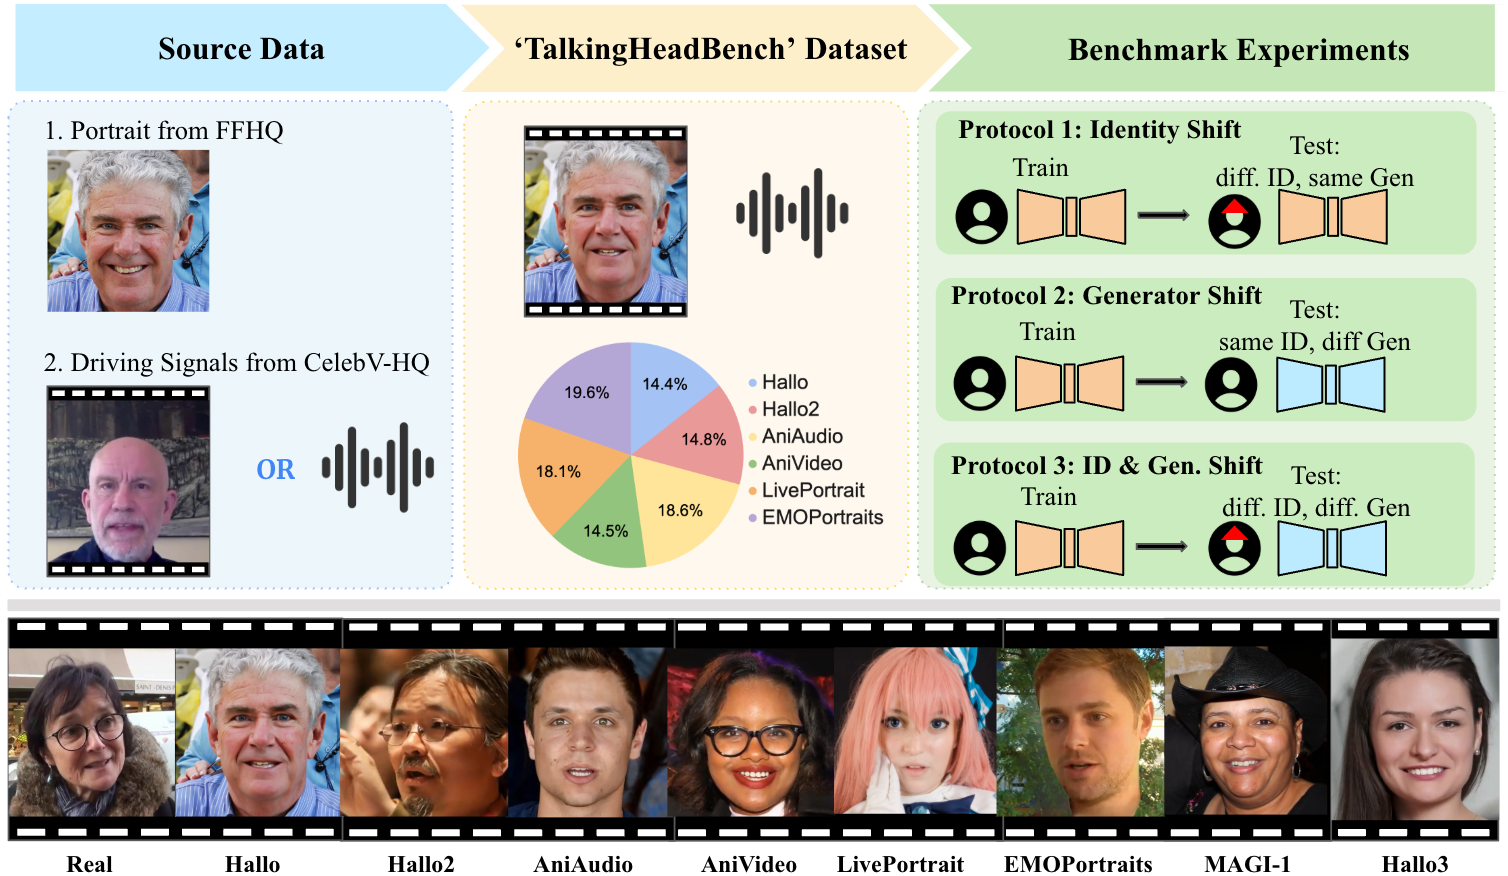 Source Data
‘TalkingHeadBench’ Dataset
Benchmark Experiments
1. Portrait from FFHQ
2. Driving Signals from CelebV-HQ
OR
14.4%
14.8%
18.6%
14.5%
18.1%
19.6%
Hallo
Hallo2
AniAudio
AniVideo
LivePortrait
EMOPortraits
Protocol 1: Identity Shift
Train
Test:
diff. ID, same Gen
Protocol 2: Generator Shift
Train
Test:
same ID, diff Gen
Protocol 3: ID & Gen. Shift
Train
Test:
diff. ID, diff. Gen
SAINT-DENIS
Real
Hallo
Hallo2
AniAudio
AniVideo
LivePortrait
EMOPortraits
MAGI-1
Hallo3